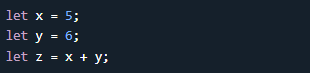 let x = 5;
let y = 6;
let z = x + y;